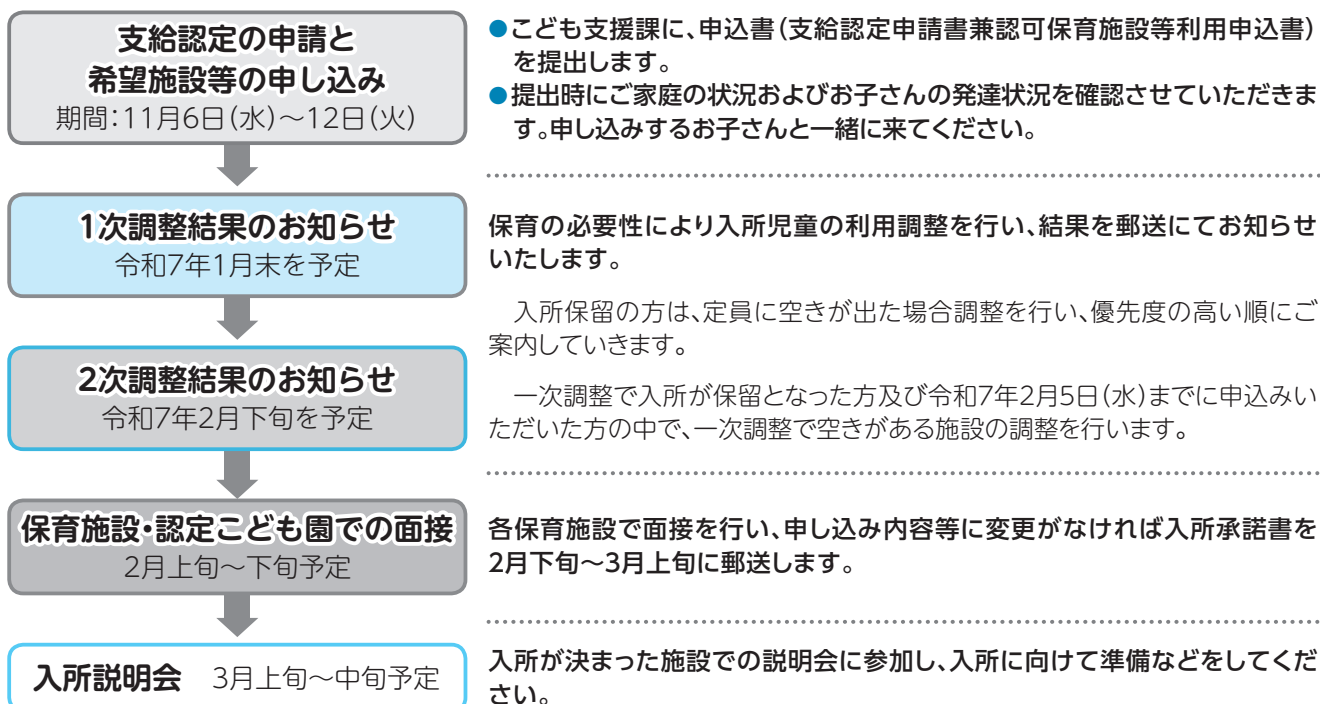 支給認定の申請と
希望施設等の申し込み
期間:11月6日(水)~12日(火)
●こども支援課に、申込書(支給認定申請書兼認可保育施設等利用申込書)
を提出します。
●提出時にご家庭の状況およびお子さんの発達状況を確認させていただきま
す。申し込みするお子さんと一緒に来てください。
1次調整結果のお知らせ
令和7年1月末を予定
保育の必要性により入所児童の利用調整を行い、結果を郵送にてお知らせ
いたします。
入所保留の方は、定員に空きが出た場合調整を行い、優先度の高い順にご
案内していきます。
2次調整結果のお知らせ
令和7年2月下旬を予定
一次調整で入所が保留となった方及び令和7年2月5日(水)までに申込みい
ただいた方の中で、一次調整で空きがある施設の調整を行います。
保育施設・認定こども園での面接
2月上旬~下旬予定
各保育施設で面接を行い、申し込み内容等に変更がなければ入所承諾書を
2月下旬~3月上旬に郵送します。
入所説明会 3月上旬~中旬予定
入所が決まった施設での説明会に参加し、入所に向けて準備などをしてくだ
さい。